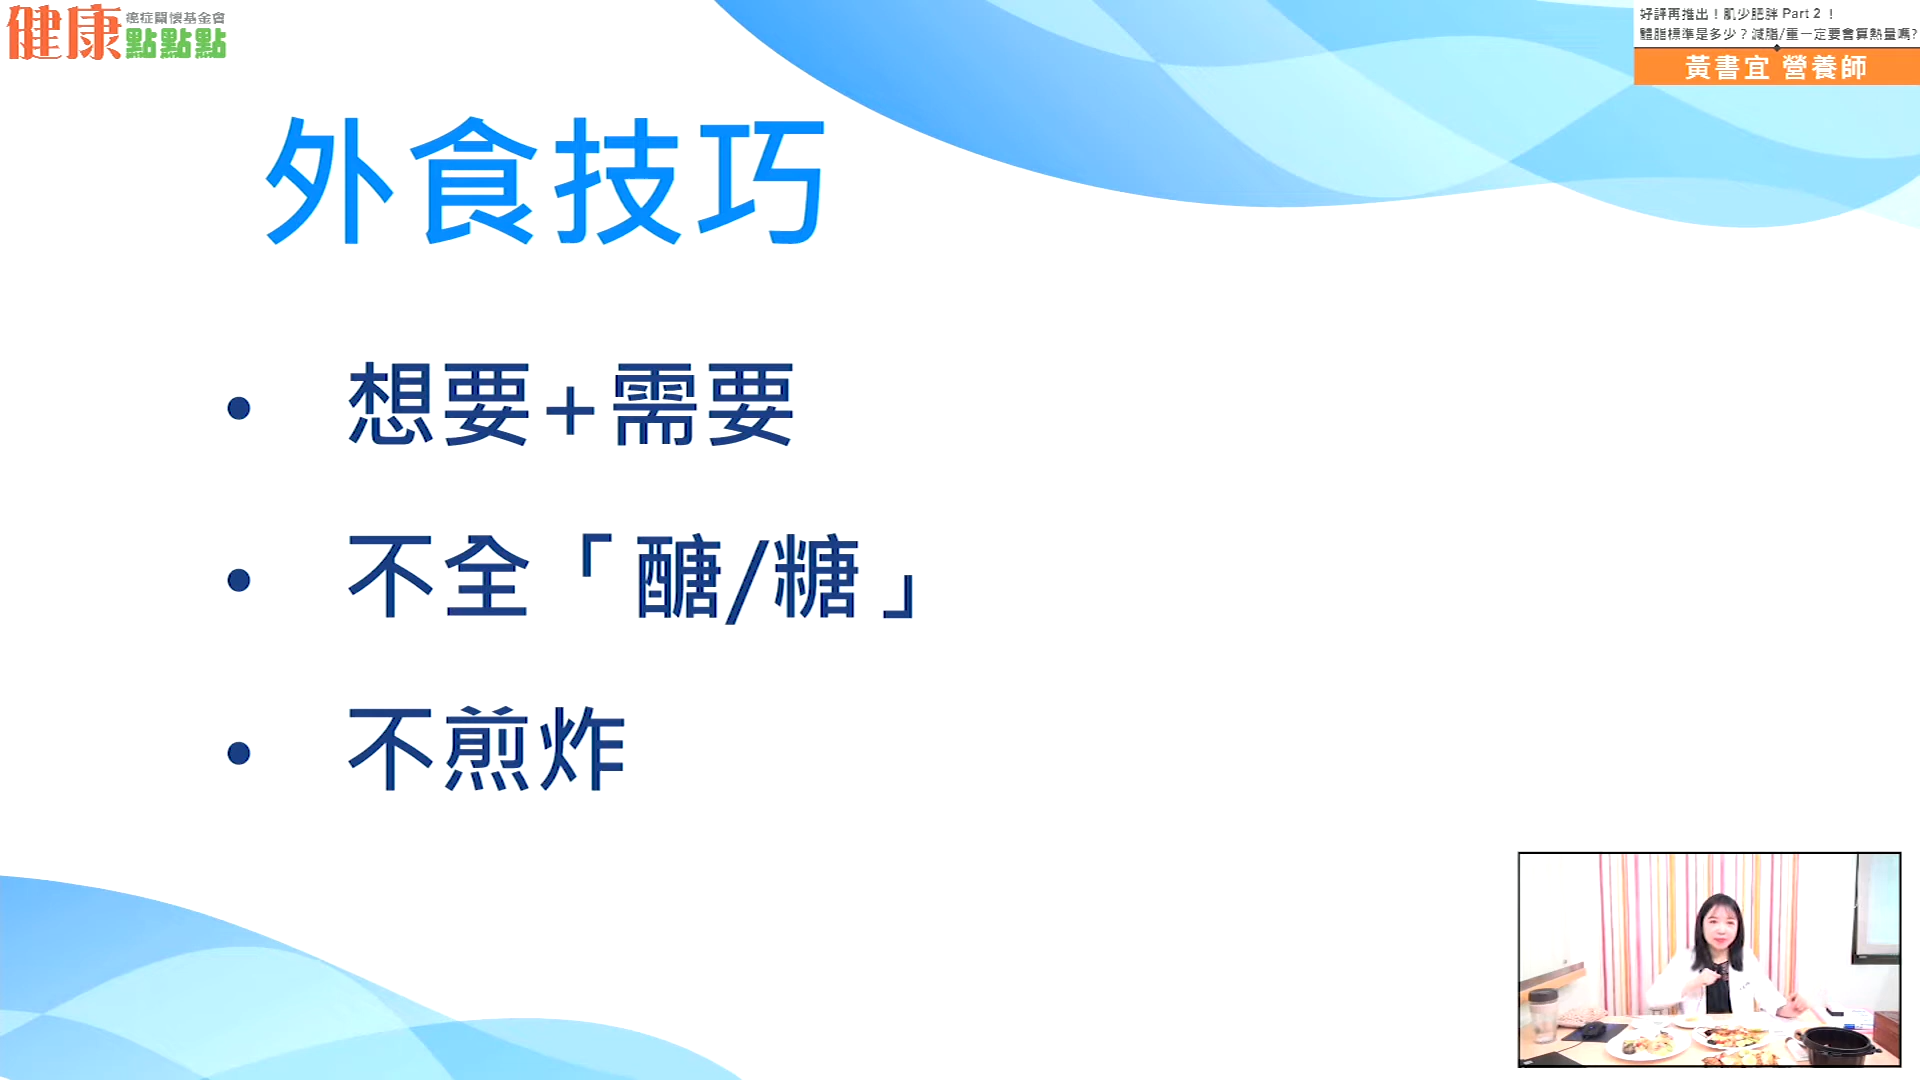 健康
癌症關懷基金會
點點點
好評再推出！肌少肥胖 Part 2 ！
體脂標準是多少？減脂/重一定要會算熱量嗎?
黃書宜 營養師
外食技巧
• 想要+需要
• 不全「醣/糖」
• 不煎炸